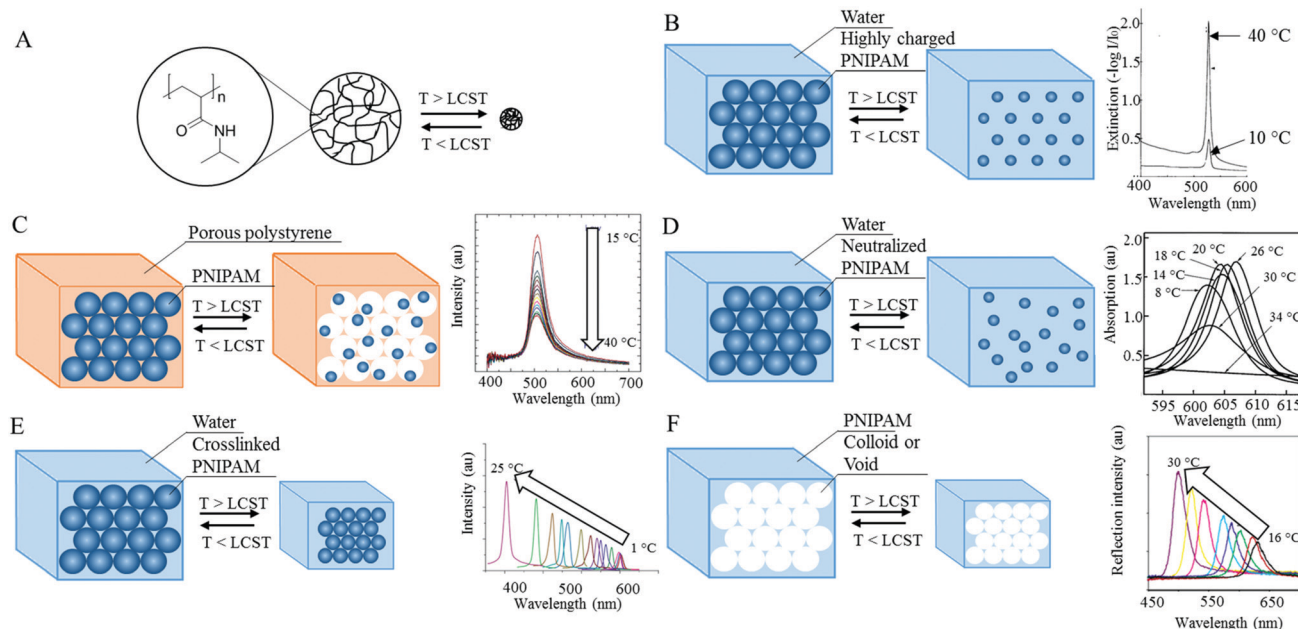 A
n
O
NH
T > LCST
T < LCST
B
Water
Highly charged
PNIPAM
T > LCST
T < LCST
Extinction (-log I/I₀)
2.0
1.5
1.0
0.5
40 °C
10 °C
400
500
600
Wavelength (nm)
C
Porous polystyrene
PNIPAM
T > LCST
T < LCST
Intensity (au)
15 °C
40 °C
400
500
600
700
Wavelength (nm)
D
Water
Neutralized
PNIPAM
T > LCST
T < LCST
Absorption (au)
2.0
1.5
1.0
0.5
20 °C
26 °C
18 °C
14 °C
30 °C
8 °C
34 °C
595
600
605
610
615
Wavelength (nm)
E
Water
Crosslinked
PNIPAM
T > LCST
T < LCST
Intensity (au)
25 °C
1 °C
400
500
600
Wavelength (nm)
F
PNIPAM
Colloid or
Void
T > LCST
T < LCST
Reflection intensity (au)
30 °C
16 °C
450
550
650
Wavelength (nm)